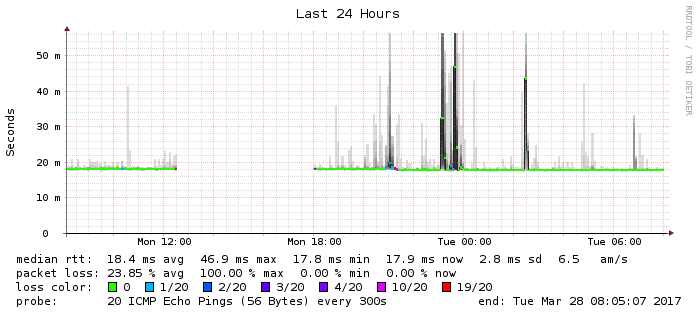 Last 24 Hours
RRDTOOL / TOBI OETIKER
Seconds
50 m
40 m
30 m
20 m
10 m
0
Mon 12:00 Mon 18:00 Tue 00:00 Tue 06:00
median rtt: 18.4 ms avg 46.9 ms max 17.8 ms min 17.9 ms now 2.8 ms sd 6.5 am/s
packet loss: 23.85 % avg 100.00 % max 0.00 % min 0.00 % now
loss color: 0 1/20 2/20 3/20 4/20 10/20 19/20
probe: 20 ICMP Echo Pings (56 Bytes) every 300s end: Tue Mar 28 08:05:07 2017